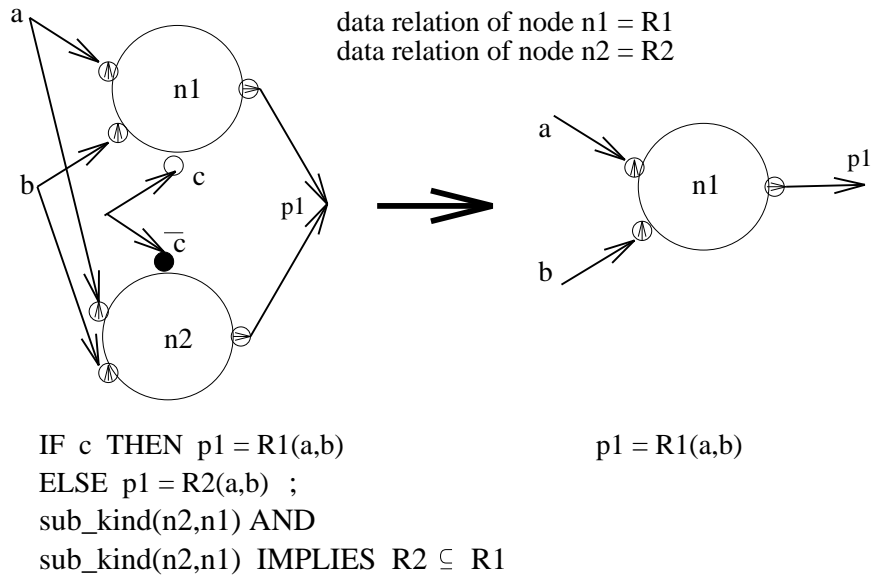 data relation of node n1 = R1
data relation of node n2 = R2
a
n1
b
c
p1
c̅
n2
a
n1
p1
b
IF c THEN p1 = R1(a,b)
ELSE p1 = R2(a,b) ;
sub_kind(n2,n1) AND
sub_kind(n2,n1) IMPLIES R2 ⊆ R1
p1 = R1(a,b)